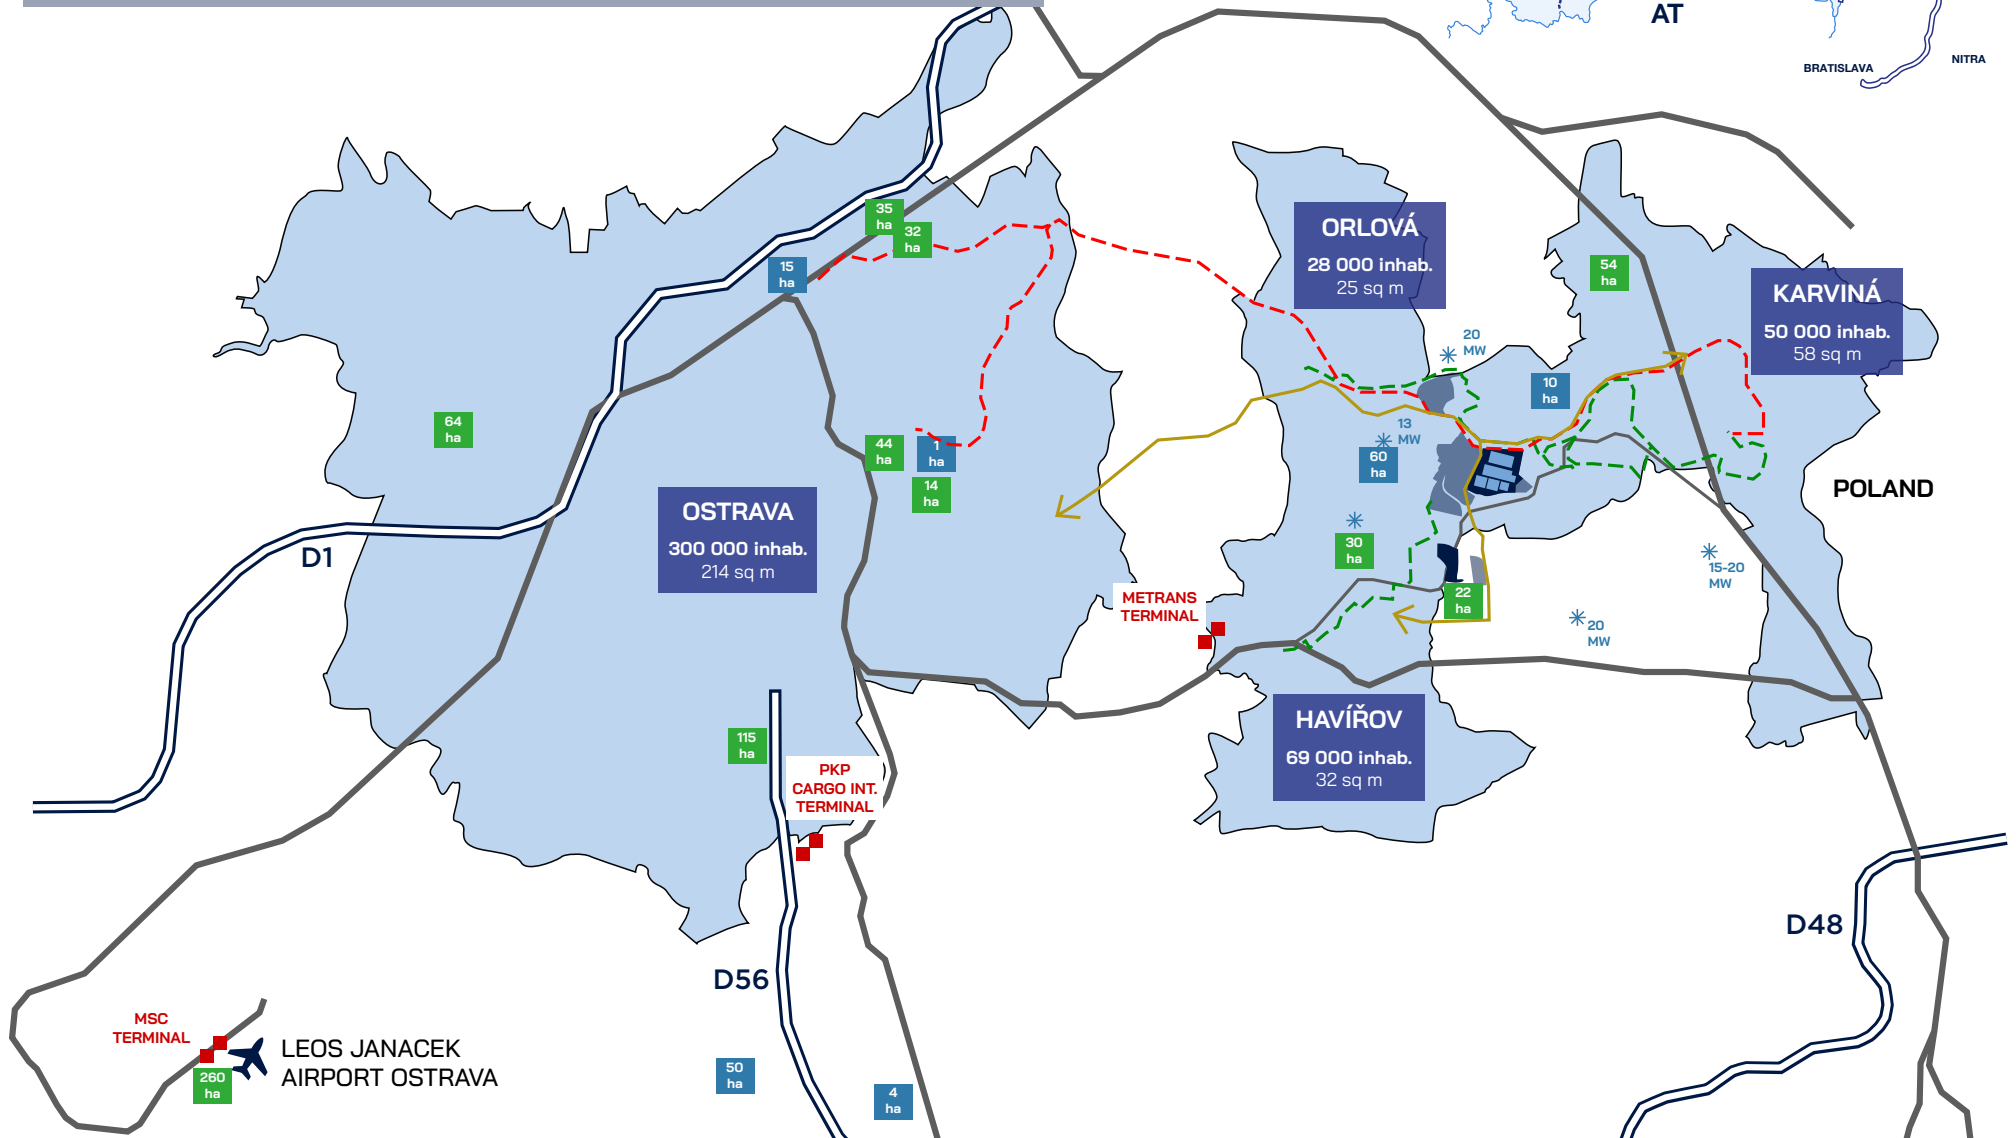 AT
BRATISLAVA
NITRA
35
ha
32
ha
15
ha
ORLOVÁ
28 000 inhab.
25 sq m
54
ha
KARVINÁ
50 000 inhab.
58 sq m
20
MW
10
ha
64
ha
44
ha
1
ha
14
ha
13
MW
60
ha
OSTRAVA
300 000 inhab.
214 sq m
POLAND
D1
30
ha
15-20
MW
METRANS
TERMINAL
22
ha
20
MW
HAVÍŘOV
69 000 inhab.
32 sq m
115
ha
PKP
CARGO INT.
TERMINAL
D48
D56
MSC
TERMINAL
LEOS JANACEK
AIRPORT OSTRAVA
260
ha
50
ha
4
ha